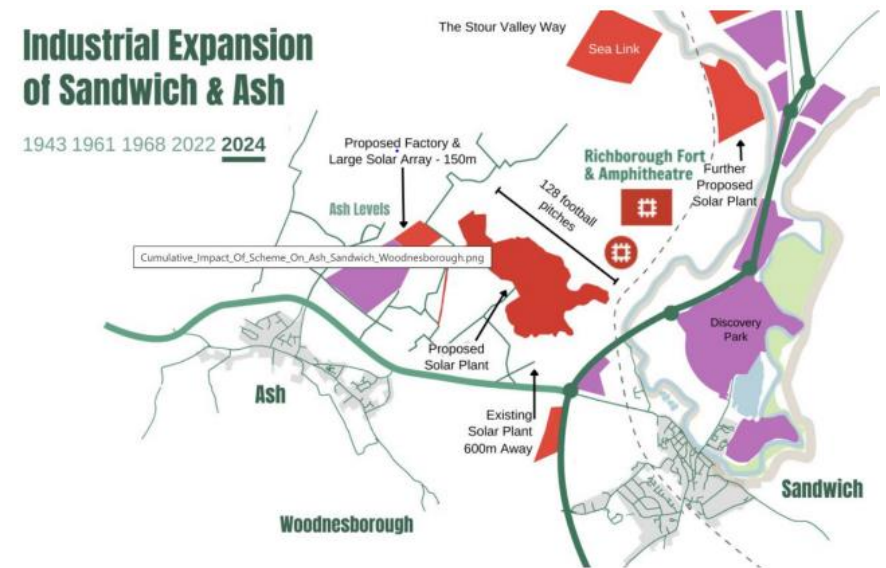 Industrial Expansion
of Sandwich & Ash
1943 1961 1968 2022 2024
The Stour Valley Way
Sea Link
Proposed Factory &
Large Solar Array - 150m
Richborough Fort
& Amphitheatre
Further
Proposed
Solar Plant
128 football
pitches
Ash Levels
Cumulative_Impact_Of_Scheme_On_Ash_Sandwich_Woodnesborough.png
Discovery
Park
Proposed
Solar Plant
Ash
Existing
Solar Plant
600m Away
Sandwich
Woodnesborough